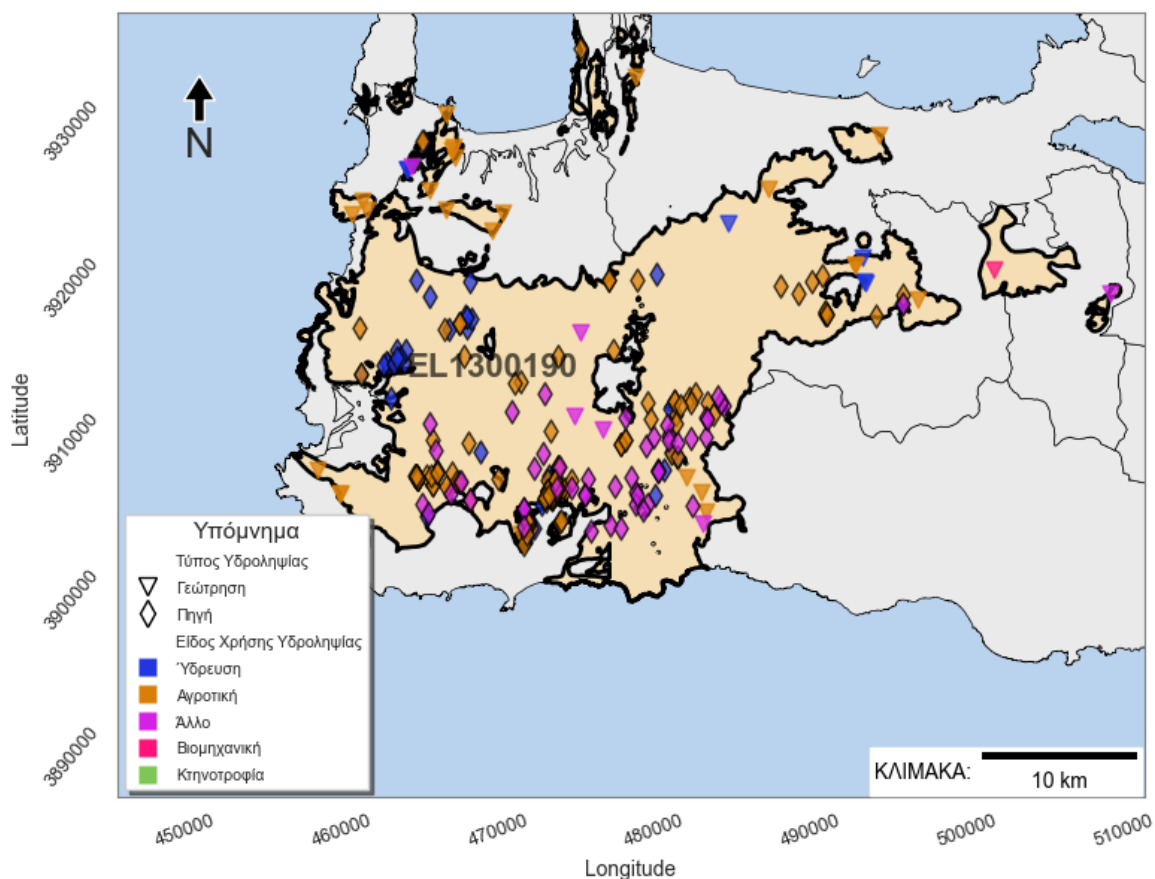 N
3930000
3920000
3910000
3900000
3890000
Latitude
EL1300190
Υπόμνημα
Τύπος Υδροληψίας
Γεώτρηση
Πηγή
Είδος Χρήσης Υδροληψίας
Ύδρευση
Αγροτική
Άλλο
Βιομηχανική
Κτηνοτροφία
ΚΛΙΜΑΚΑ:
10 km
450000
460000
470000
480000
490000
500000
510000
Longitude